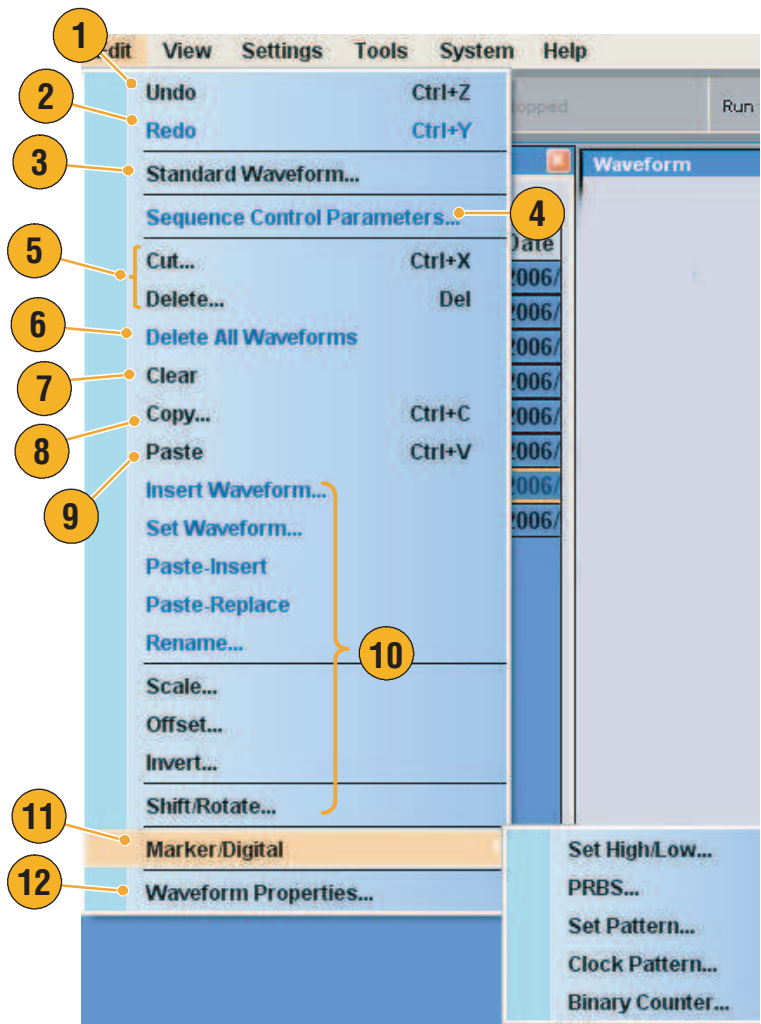 1
dit View Settings Tools System Help
2
Undo Ctrl+Z
topped
Run
Redo Ctrl+Y
3
Standard Waveform...
Waveform
4
Sequence Control Parameters...
Date
5
Cut... Ctrl+X
2006/
Delete... Del
2006/
6
Delete All Waveforms
2006/
7
Clear
2006/
8
Copy... Ctrl+C
2006/
9
Paste Ctrl+V
2006/
Insert Waveform...
2006/
Set Waveform...
2006/
Paste-Insert
Paste-Replace
Rename...
10
Scale...
Offset...
Invert...
Shift/Rotate...
11
Marker/Digital
Set High/Low...
12
Waveform Properties...
PRBS...
Set Pattern...
Clock Pattern...
Binary Counter...